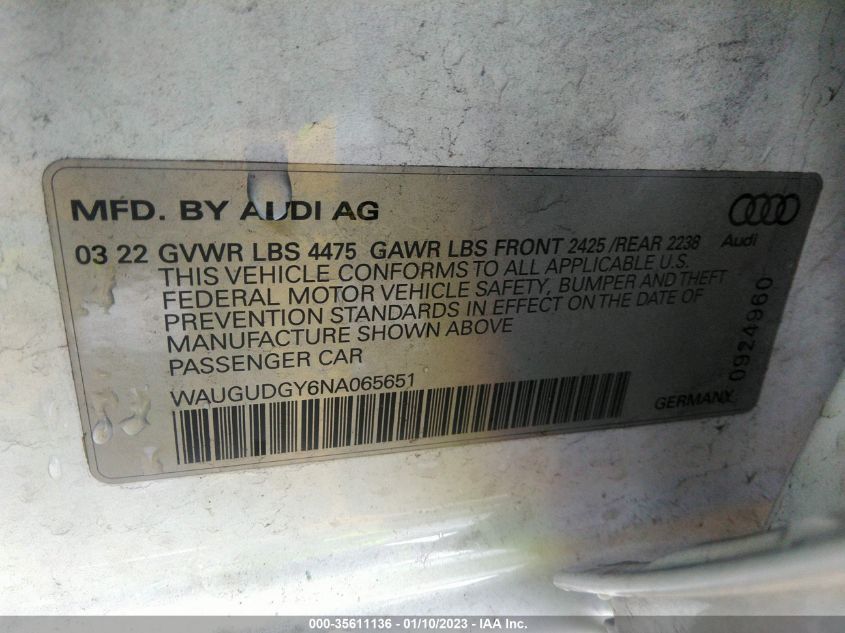 MFD. BY AUDI AG
Audi
03 22 GVWR LBS 4475 GAWR LBS FRONT 2425 /REAR 2238
THIS VEHICLE CONFORMS TO ALL APPLICABLE U.S.
FEDERAL MOTOR VEHICLE SAFETY, BUMPER AND THEFT
PREVENTION STANDARDS IN EFFECT ON THE DATE OF
MANUFACTURE SHOWN ABOVE
PASSENGER CAR
0924960
WAUGUDGY6NA065651
GERMANY
000-35611136 - 01/10/2023 - IAA Inc.